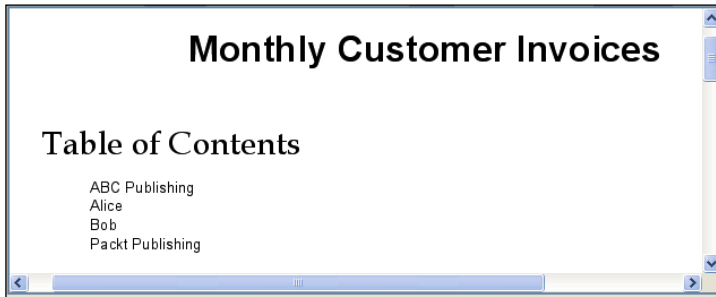 Monthly Customer Invoices
Table of Contents
ABC Publishing
Alice
Bob
Packt Publishing